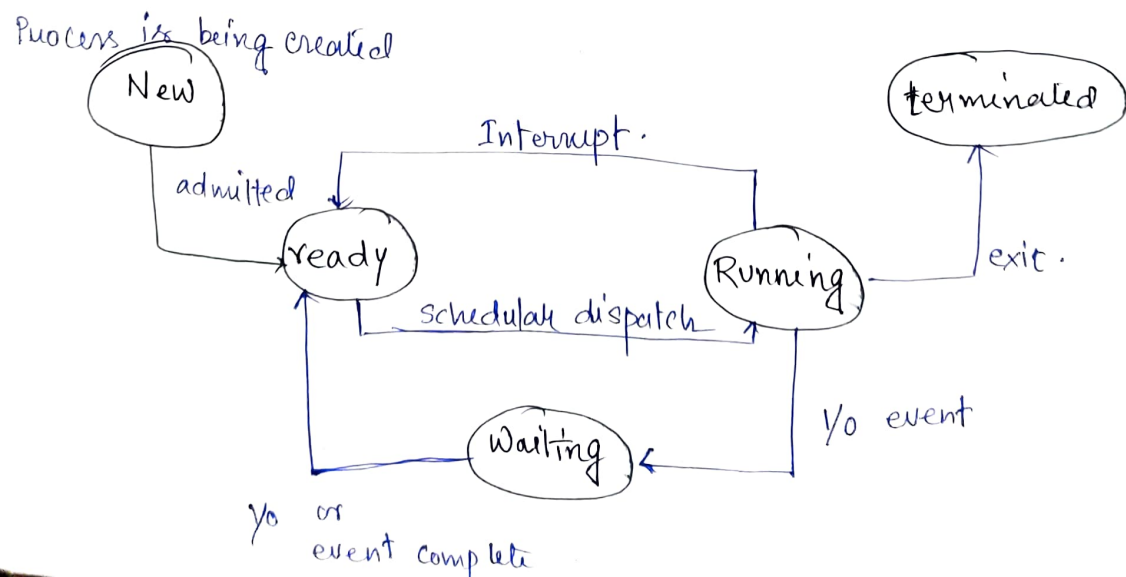 Process is being created
New
terminated
Interrupt.
admitted
ready
Running
exit.
schedular dispatch
I/o event
Waiting
I/o or
event complete